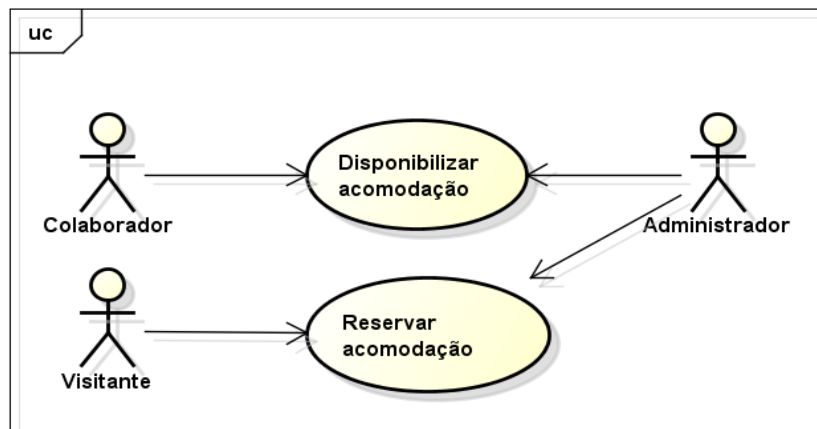 uc
Disponibilizar
acomodação
Colaborador
Administrador
Reservar
acomodação
Visitante